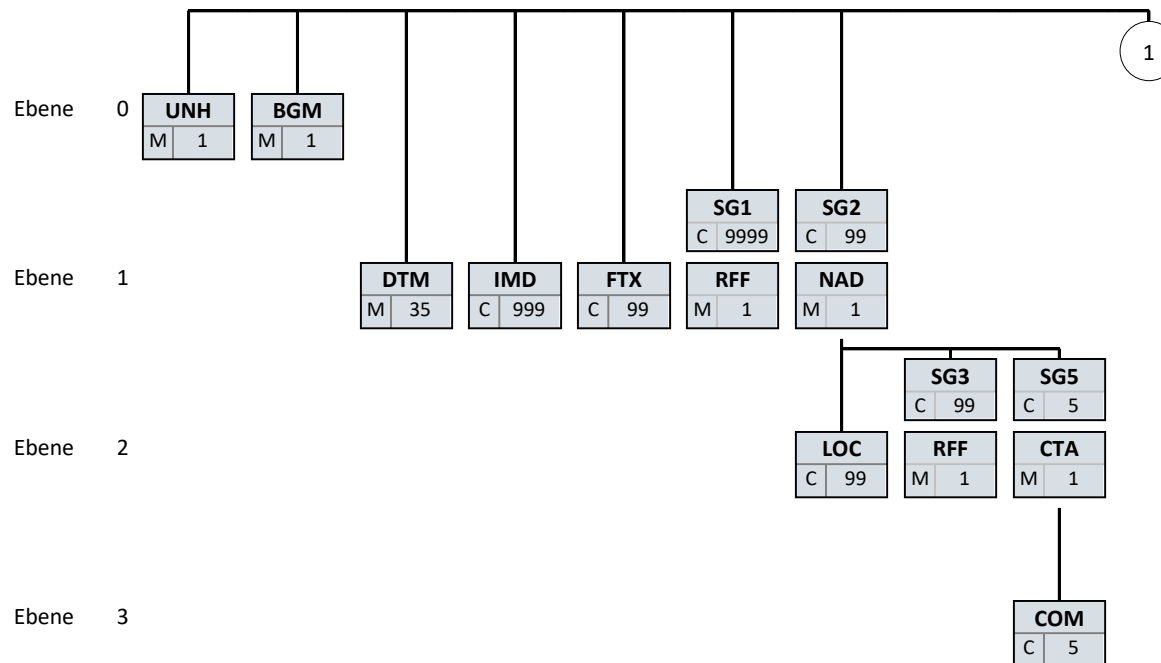 1
Ebene 0 UNH BGM
M 1 M 1
SG1 SG2
C 9999 C 99
Ebene 1 DTM IMD FTX RFF NAD
M 35 C 999 C 99 M 1 M 1
SG3 SG5
C 99 C 5
Ebene 2 LOC RFF CTA
C 99 M 1 M 1
Ebene 3 COM
C 5